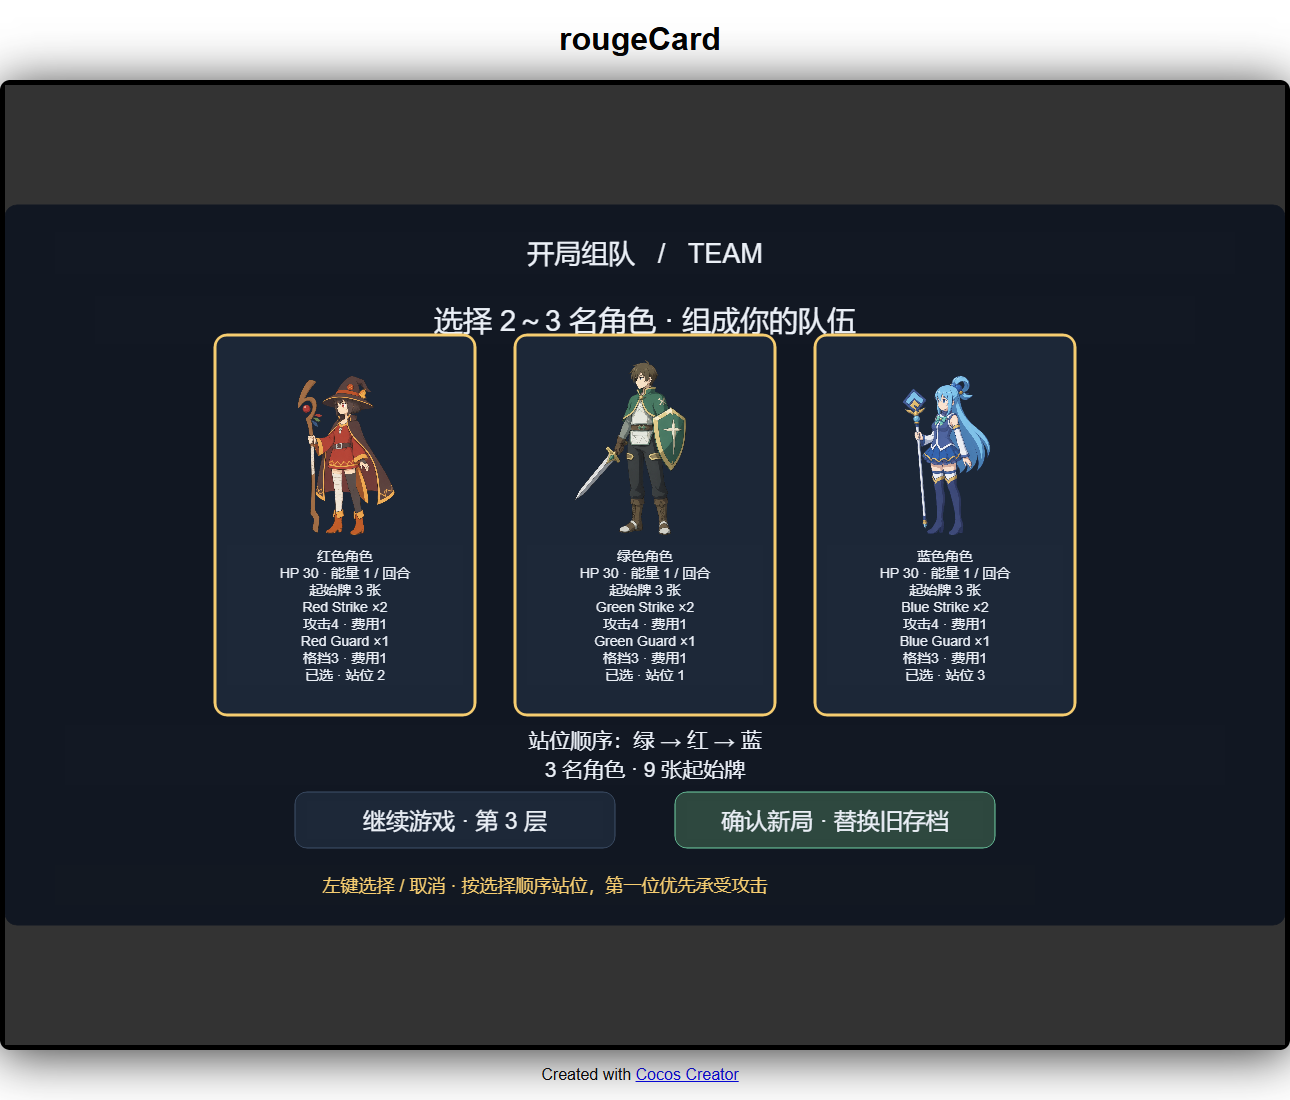 rougeCard
开局组队 / TEAM
选择 2～3 名角色 · 组成你的队伍
红色角色
HP 30 · 能量 1 / 回合
起始牌 3 张
Red Strike ×2
攻击4 · 费用1
Red Guard ×1
格挡3 · 费用1
已选 · 站位 2
绿色角色
HP 30 · 能量 1 / 回合
起始牌 3 张
Green Strike ×2
攻击4 · 费用1
Green Guard ×1
格挡3 · 费用1
已选 · 站位 1
蓝色角色
HP 30 · 能量 1 / 回合
起始牌 3 张
Blue Strike ×2
攻击4 · 费用1
Blue Guard ×1
格挡3 · 费用1
已选 · 站位 3
站位顺序：绿 → 红 → 蓝
3 名角色 · 9 张起始牌
继续游戏 · 第 3 层
确认新局 · 替换旧存档
左键选择 / 取消 · 按选择顺序站位，第一位优先承受攻击
Created with Cocos Creator